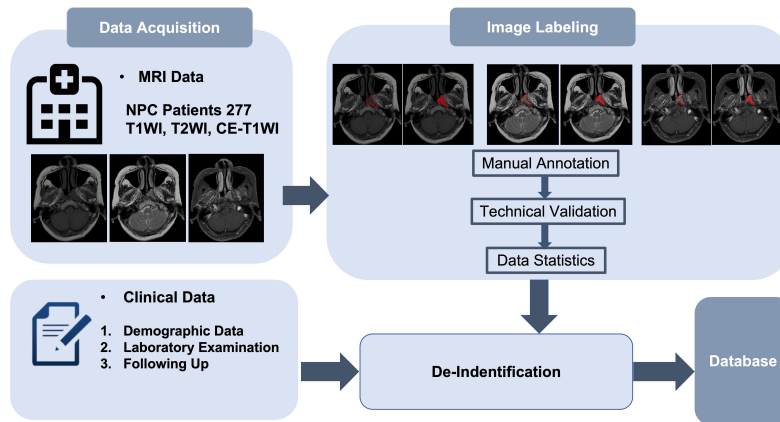 Data Acquisition
• MRI Data
NPC Patients 277
T1WI, T2WI, CE-T1WI
Image Labeling
Manual Annotation
Technical Validation
Data Statistics
• Clinical Data
1. Demographic Data
2. Laboratory Examination
3. Following Up
De-Indentification
Database